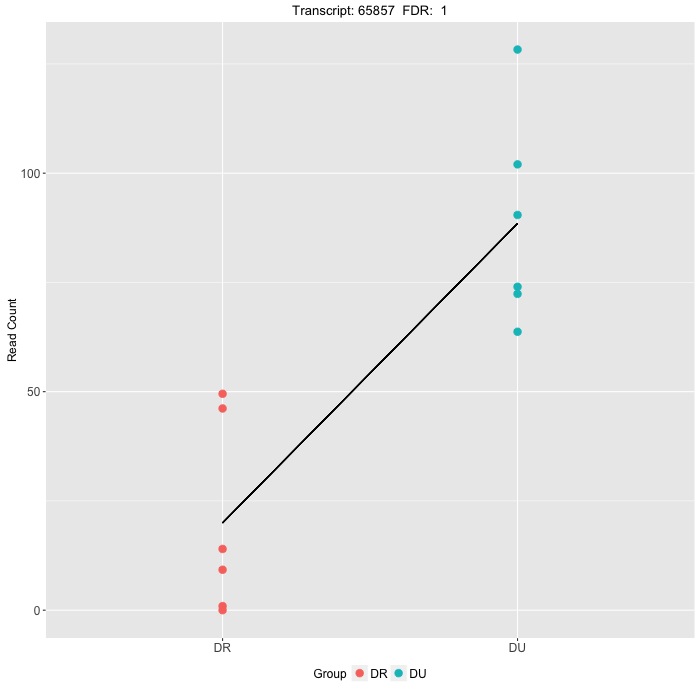 Transcript: 65857  FDR:  1
Read Count
100
50
0
DR
DU
Group DR DU